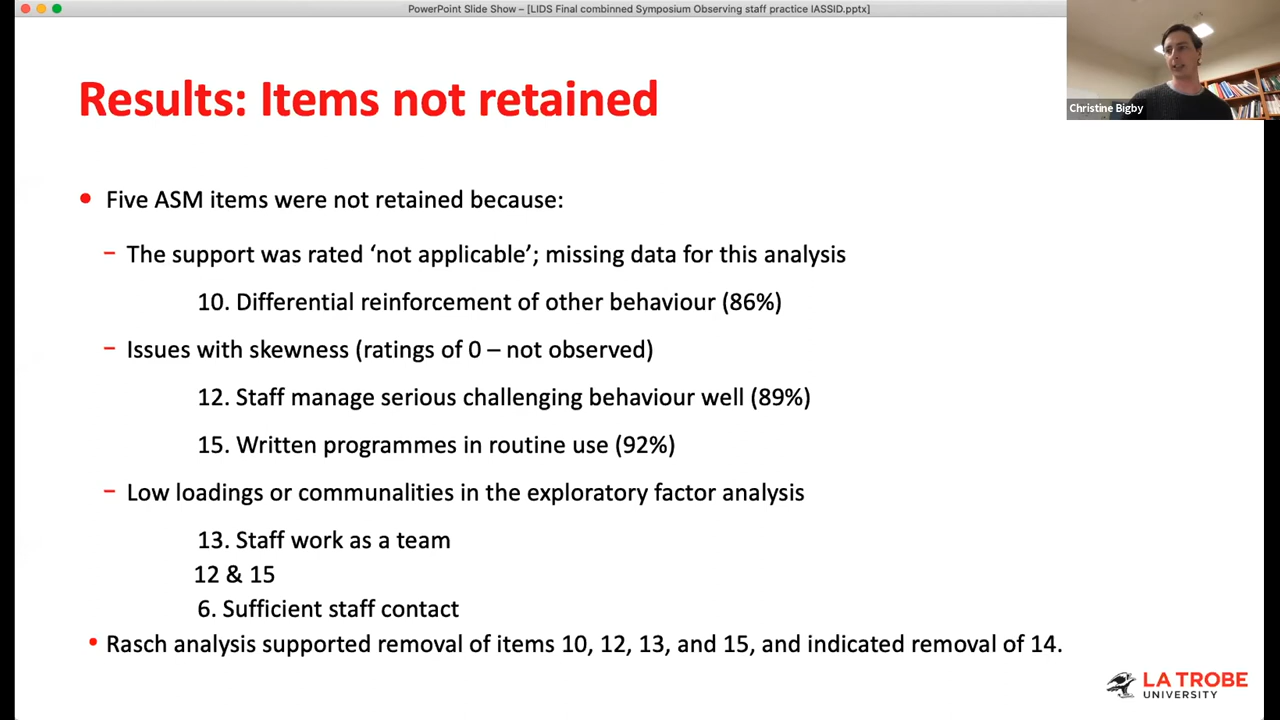 PowerPoint Slide Show – [LIDS Final combinned Symposium Observing staff practice IASSID.pptx]
Christine Bigby
Results: Items not retained
• Five ASM items were not retained because:
– The support was rated ‘not applicable’; missing data for this analysis
10. Differential reinforcement of other behaviour (86%)
– Issues with skewness (ratings of 0 – not observed)
12. Staff manage serious challenging behaviour well (89%)
15. Written programmes in routine use (92%)
– Low loadings or communalities in the exploratory factor analysis
13. Staff work as a team
12 & 15
6. Sufficient staff contact
• Rasch analysis supported removal of items 10, 12, 13, and 15, and indicated removal of 14.
LA TROBE
UNIVERSITY